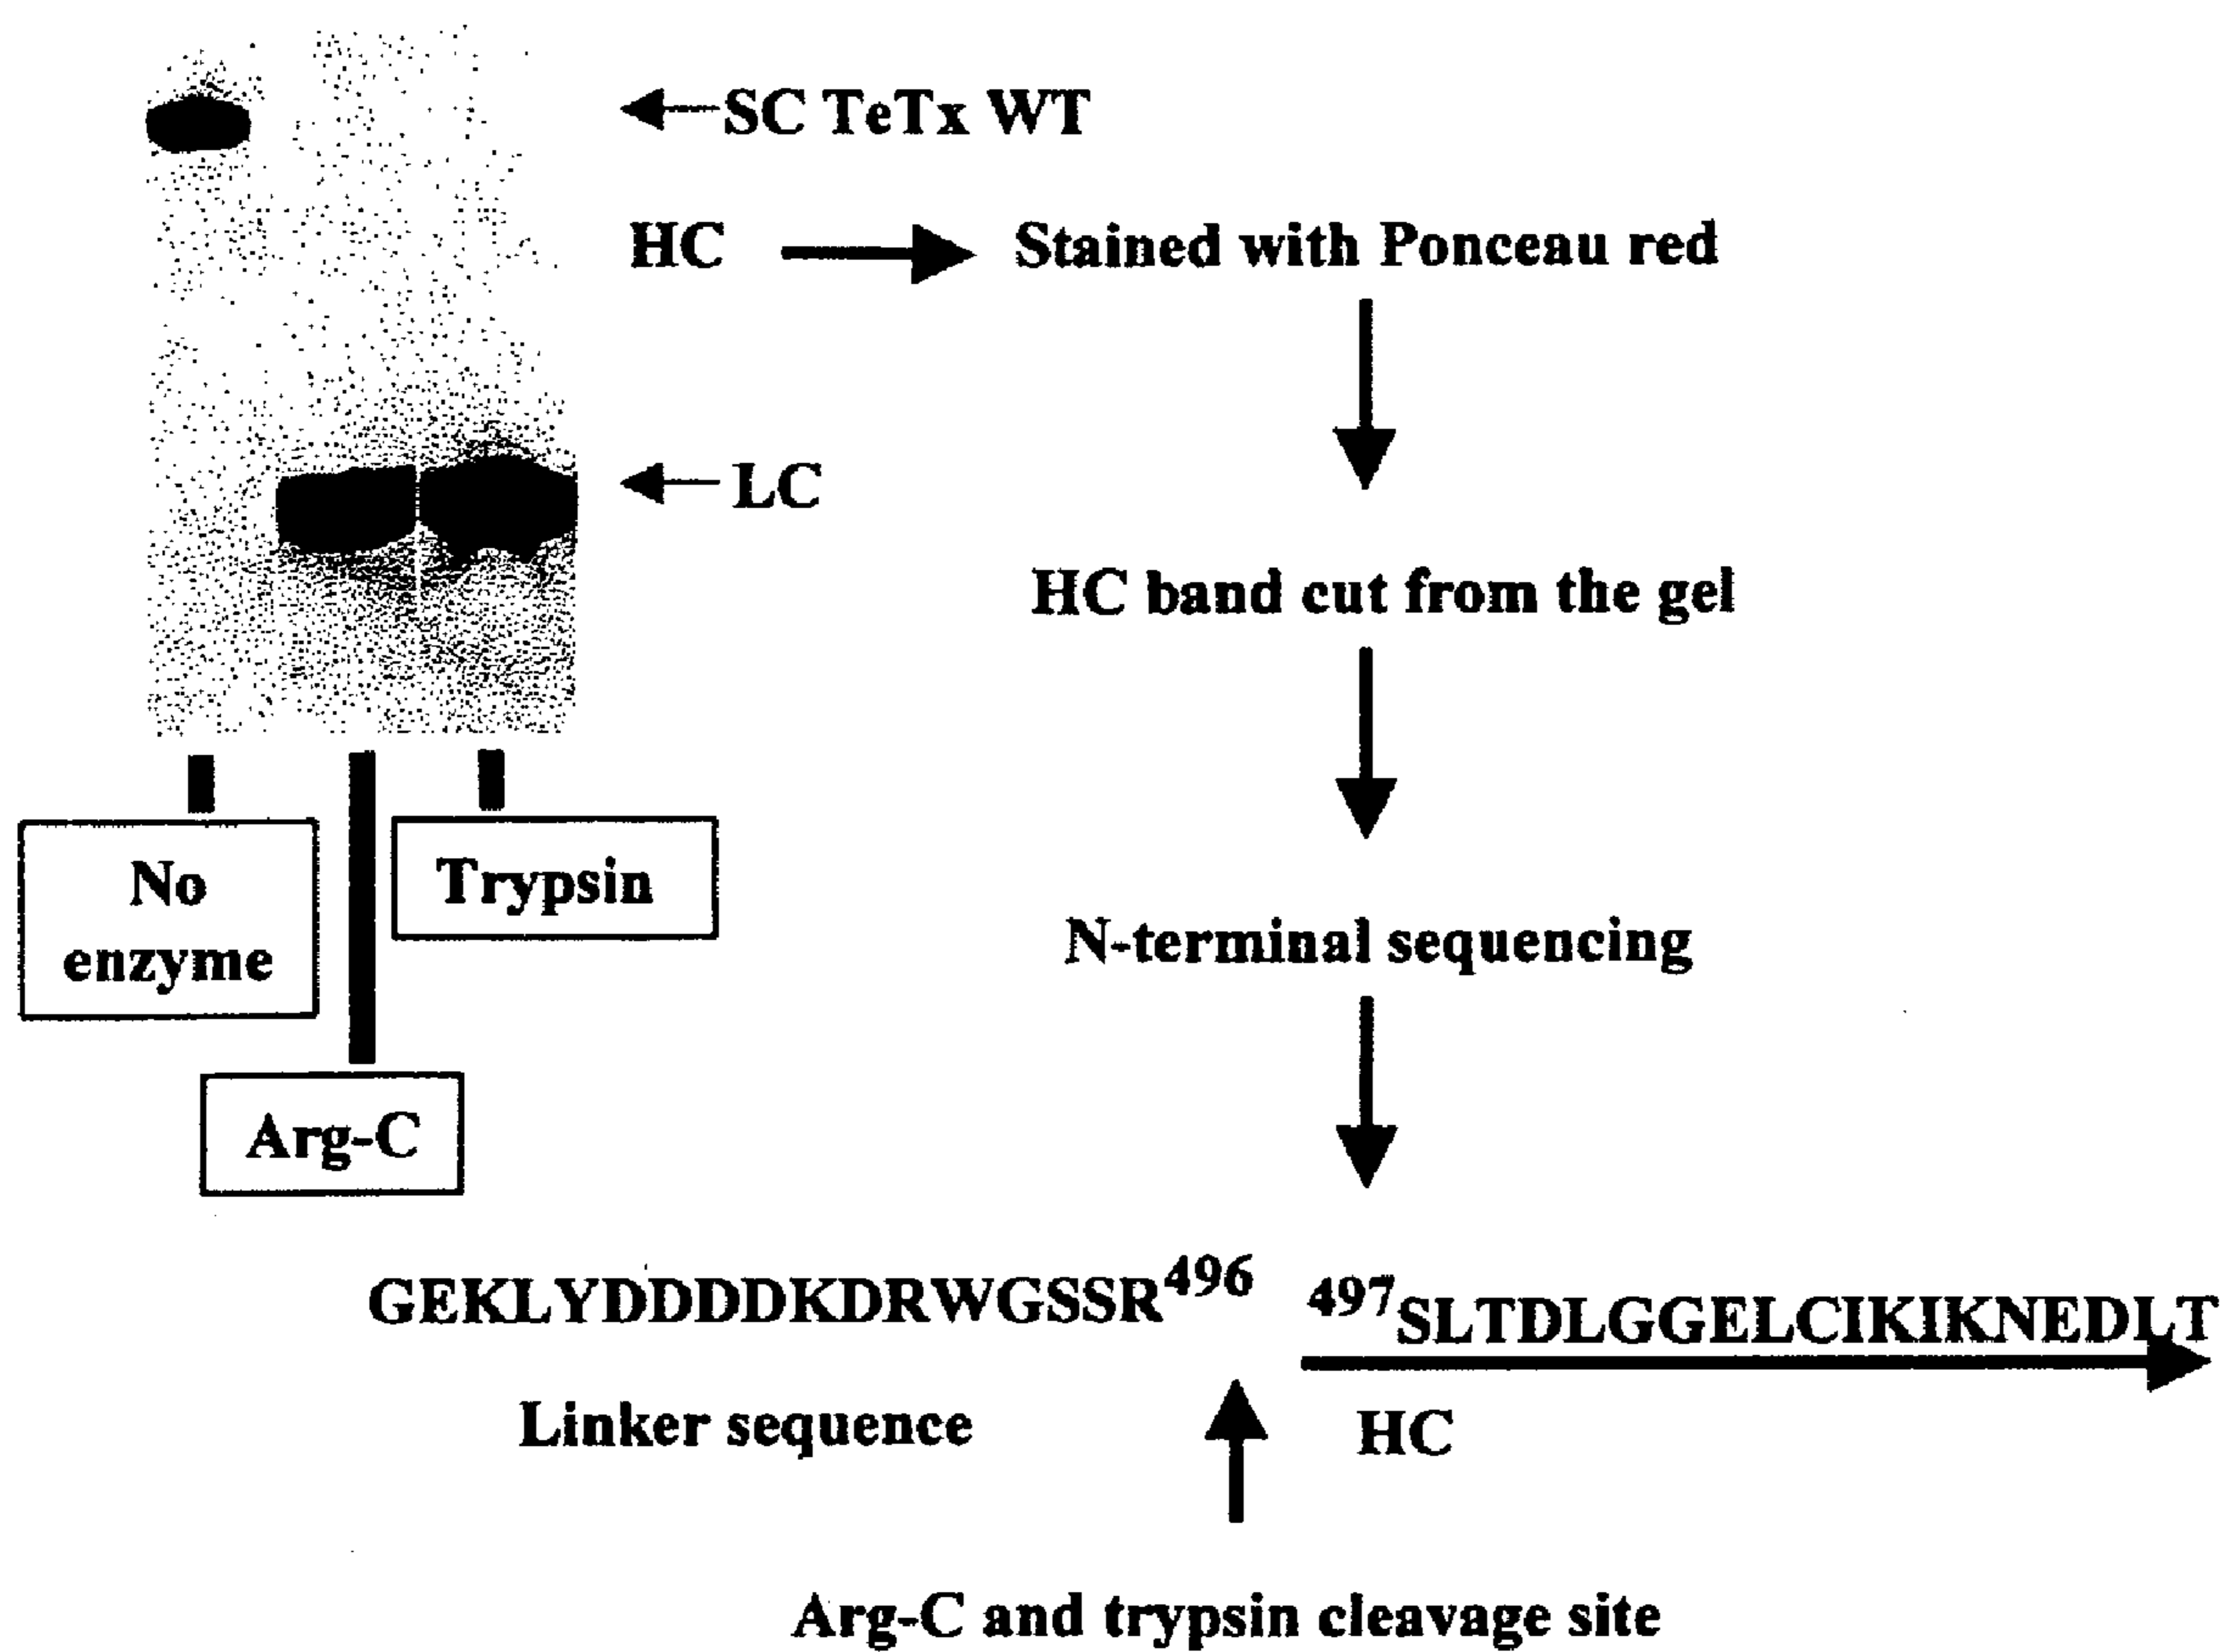 SC TeTx WT
HC
Stained with Ponceau red
LC
HC band cut from the gel
No
enzyme
Trypsin
N-terminal sequencing
Arg-C
GEKLYDDDDKDRWGSSR496 497SLTDLGGELCIKIKNEDLT
Linker sequence
HC
Arg-C and trypsin cleavage site